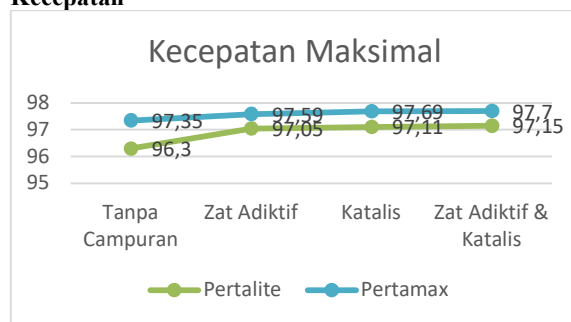 Kecepatan
Kecepatan Maksimal
98
97
96
95
97,35
97,59
97,69
97,7
96,3
97,05
97,11
97,15
Tanpa Campuran
Zat Adiktif
Katalis
Zat Adiktif & Katalis
Pertalite
Pertamax